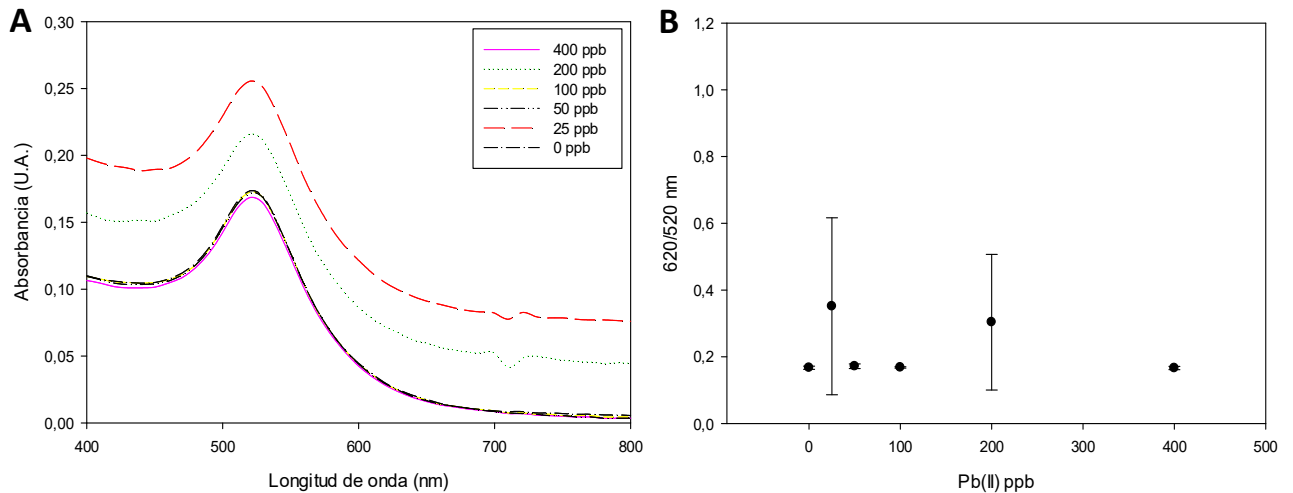 A
0,30
0,25
0,20
0,15
0,10
0,05
0,00
Absorbancia (U.A.)
400 ppb
200 ppb
100 ppb
50 ppb
25 ppb
0 ppb
400 500 600 700 800
Longitud de onda (nm)
B
1,2
1,0
0,8
0,6
0,4
0,2
0,0
620/520 nm
0 100 200 300 400 500
Pb(II) ppb